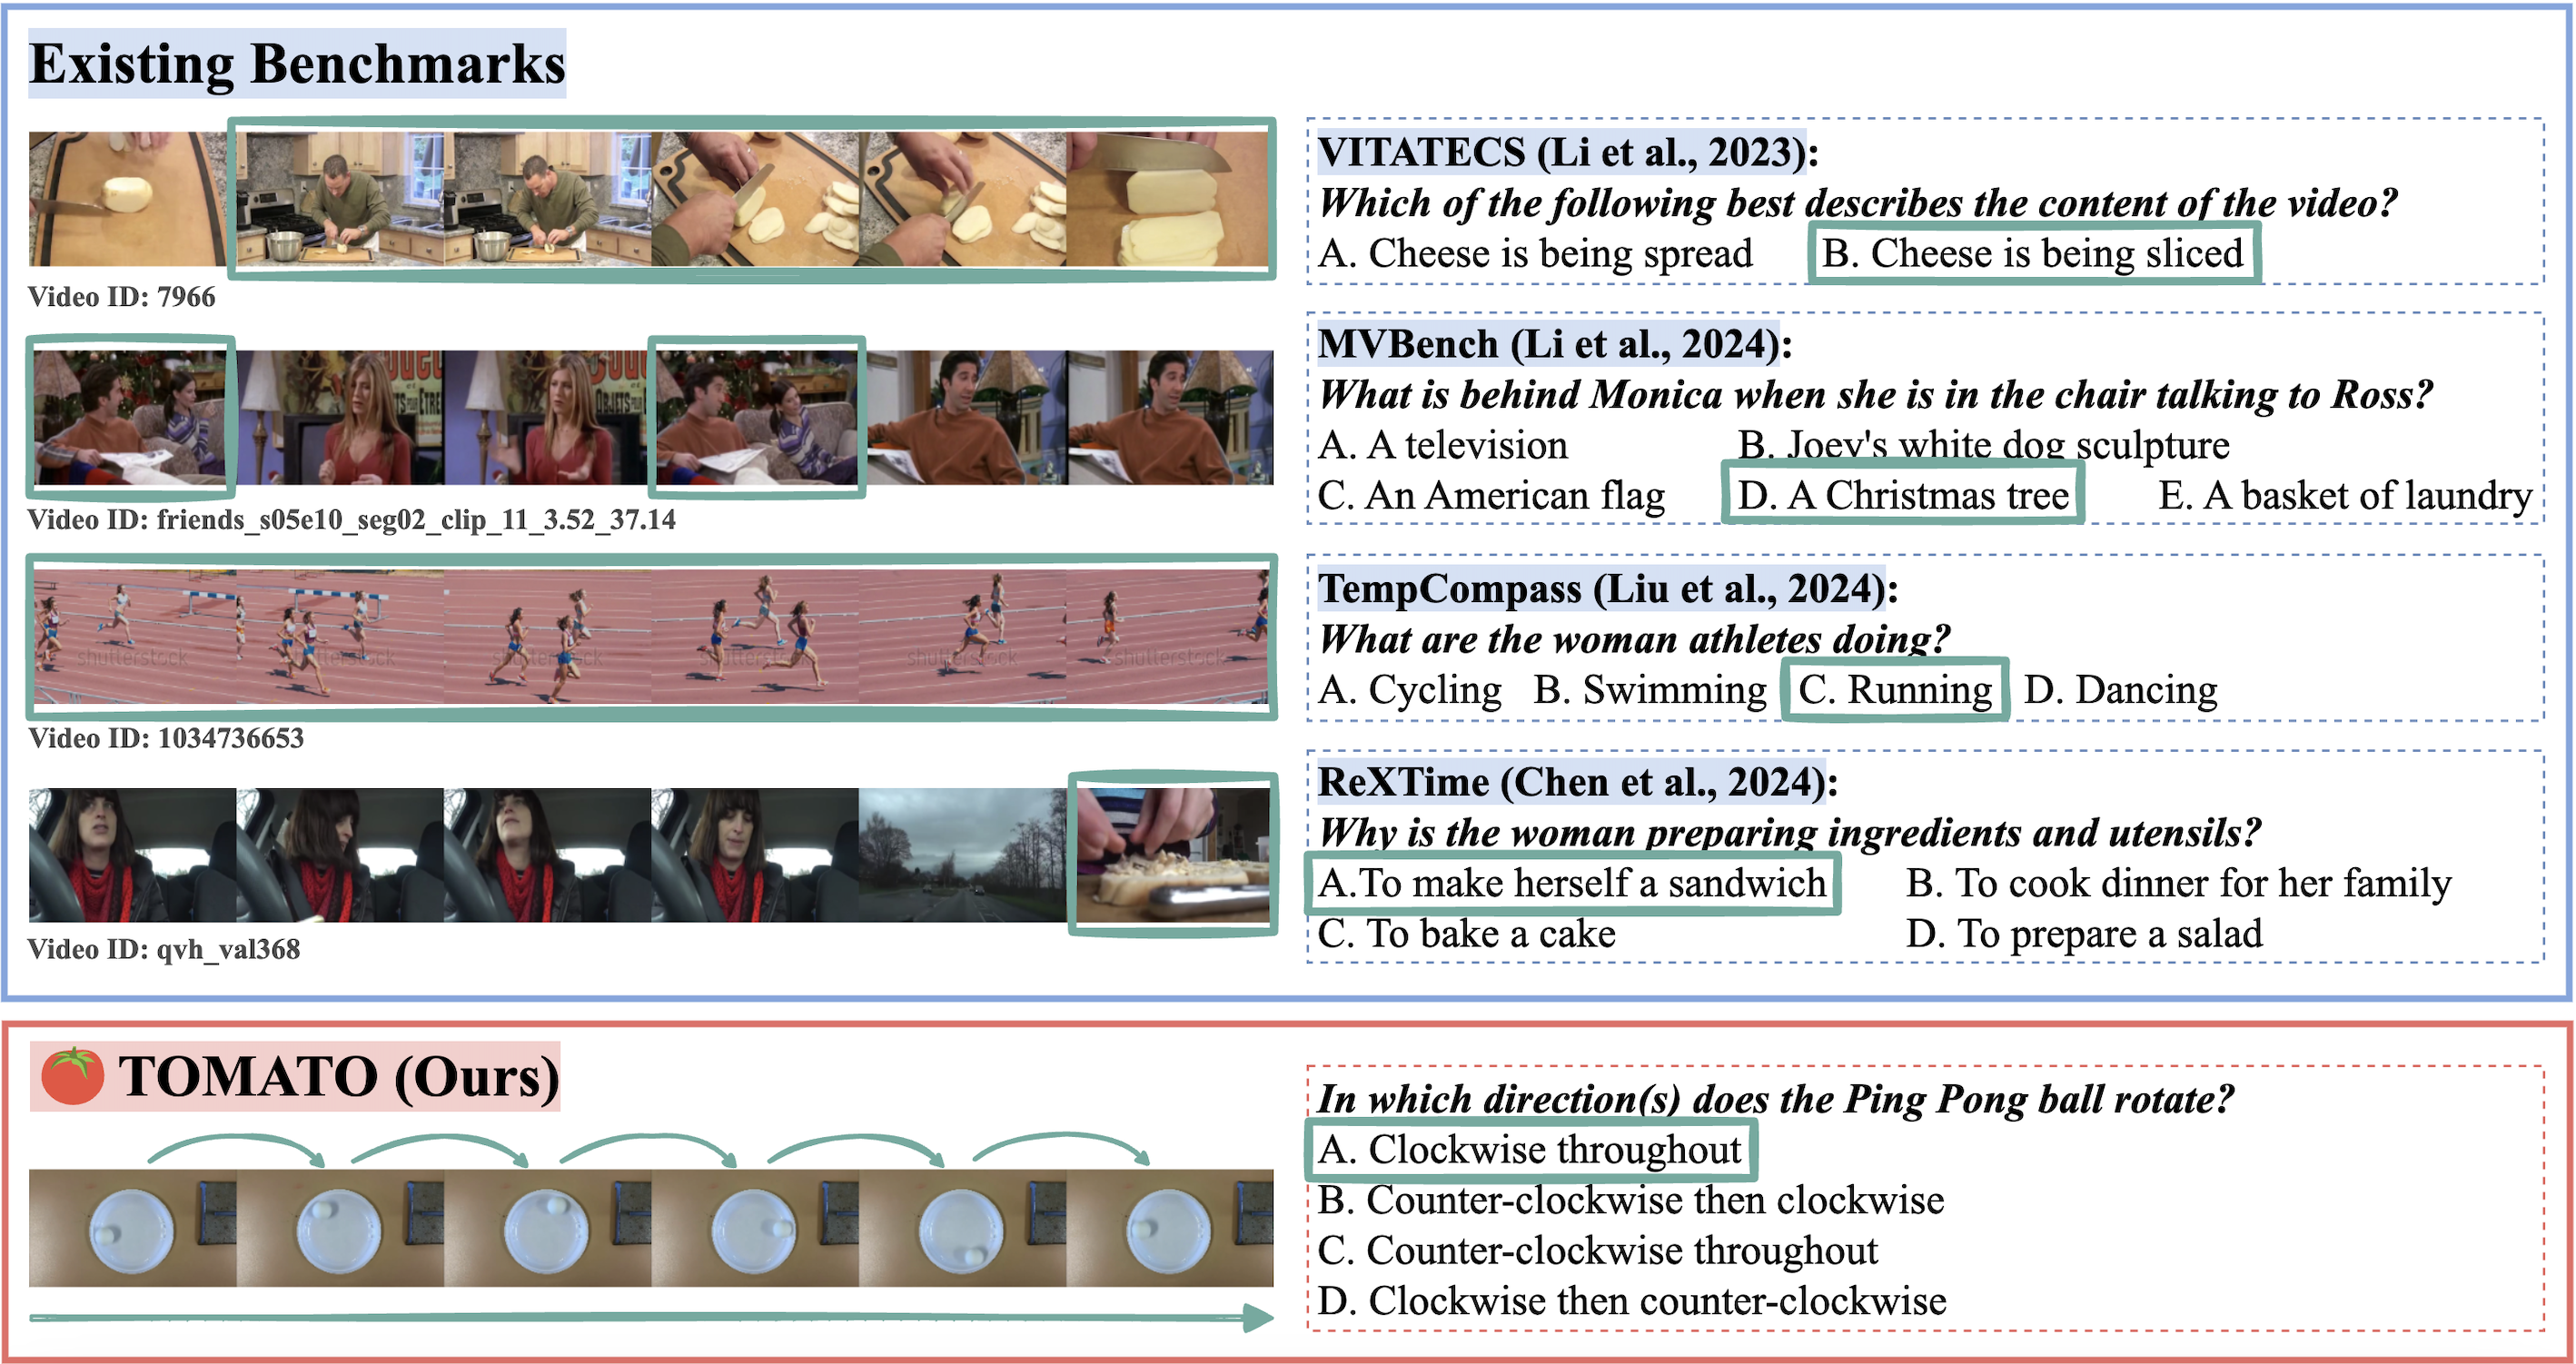 Existing Benchmarks
VITATECS (Li et al., 2023):
Which of the following best describes the content of the video?
A. Cheese is being spread B. Cheese is being sliced
Video ID: 7966
MVBench (Li et al., 2024):
What is behind Monica when she is in the chair talking to Ross?
A. A television B. Joey's white dog sculpture
C. An American flag D. A Christmas tree E. A basket of laundry
Video ID: friends_s05e10_seg02_clip_11_3.52_37.14
TempCompass (Liu et al., 2024):
What are the woman athletes doing?
A. Cycling B. Swimming C. Running D. Dancing
shutterstock shutterstock shutterstock shutterstock shutterstock shutterstock
Video ID: 1034736653
ReXTime (Chen et al., 2024):
Why is the woman preparing ingredients and utensils?
A.To make herself a sandwich B. To cook dinner for her family
C. To bake a cake D. To prepare a salad
Video ID: qvh_val368
TOMATO (Ours)
In which direction(s) does the Ping Pong ball rotate?
A. Clockwise throughout
B. Counter-clockwise then clockwise
C. Counter-clockwise throughout
D. Clockwise then counter-clockwise